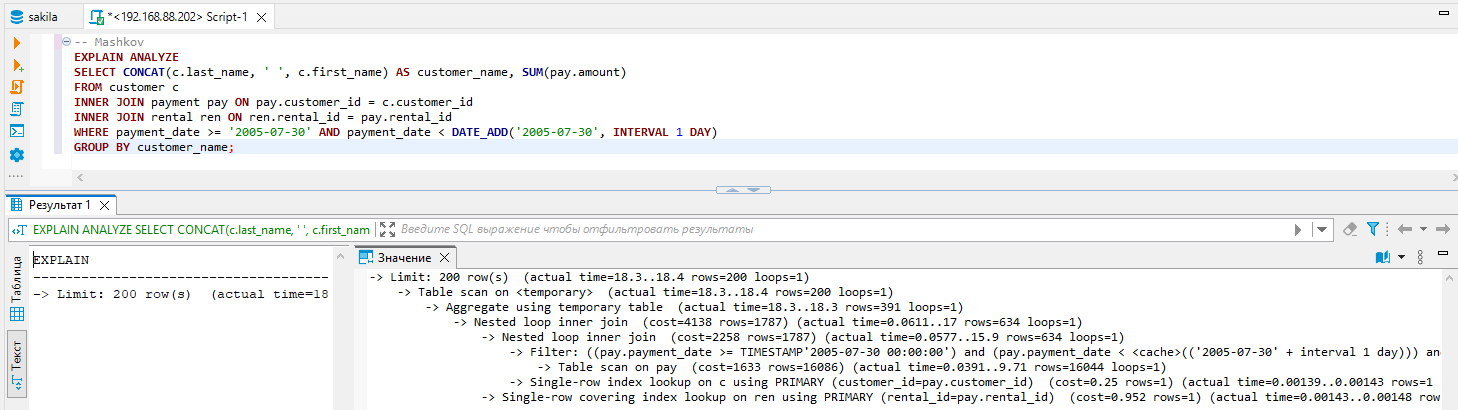 sakila
*<192.168.88.202> Script-1
-- Mashkov
EXPLAIN ANALYZE
SELECT CONCAT(c.last_name, ' ', c.first_name) AS customer_name, SUM(pay.amount)
FROM customer c
INNER JOIN payment pay ON pay.customer_id = c.customer_id
INNER JOIN rental ren ON ren.rental_id = pay.rental_id
WHERE payment_date >= '2005-07-30' AND payment_date < DATE_ADD('2005-07-30', INTERVAL 1 DAY)
GROUP BY customer_name;
Результат 1
EXPLAIN ANALYZE SELECT CONCAT(c.last_name, ' ', c.first_nam
Введите SQL выражение чтобы отфильтровать результаты
Таблица
Текст
EXPLAIN
-> Limit: 200 row(s)  (actual time=18
Значение
-> Limit: 200 row(s)  (actual time=18.3..18.4 rows=200 loops=1)
-> Table scan on <temporary>  (actual time=18.3..18.4 rows=200 loops=1)
-> Aggregate using temporary table  (actual time=18.3..18.3 rows=391 loops=1)
-> Nested loop inner join  (cost=4138 rows=1787) (actual time=0.0611..17 rows=634 loops=1)
-> Nested loop inner join  (cost=2258 rows=1787) (actual time=0.0577..15.9 rows=634 loops=1)
-> Filter: ((pay.payment_date >= TIMESTAMP'2005-07-30 00:00:00') and (pay.payment_date < <cache>(('2005-07-30' + interval 1 day))) and
-> Table scan on pay  (cost=1633 rows=16086) (actual time=0.0391..9.71 rows=16044 loops=1)
-> Single-row index lookup on c using PRIMARY (customer_id=pay.customer_id)  (cost=0.25 rows=1) (actual time=0.00139..0.00143 rows=1
-> Single-row covering index lookup on ren using PRIMARY (rental_id=pay.rental_id)  (cost=0.952 rows=1) (actual time=0.00143..0.00148 row